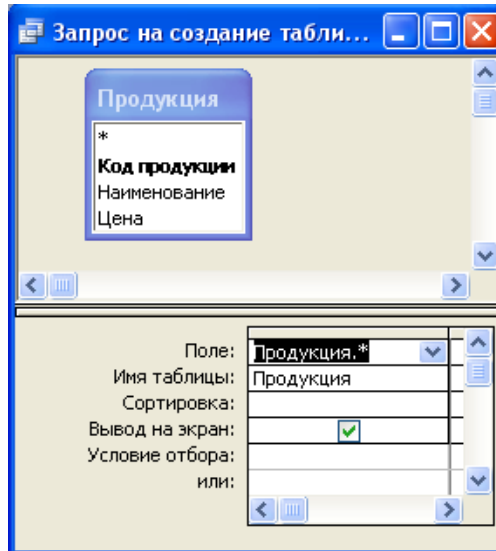 Запрос на создание табли...
Продукция
*
Код продукции
Наименование
Цена
Поле: Продукция.*
Имя таблицы: Продукция
Сортировка:
Вывод на экран:
Условие отбора:
или: